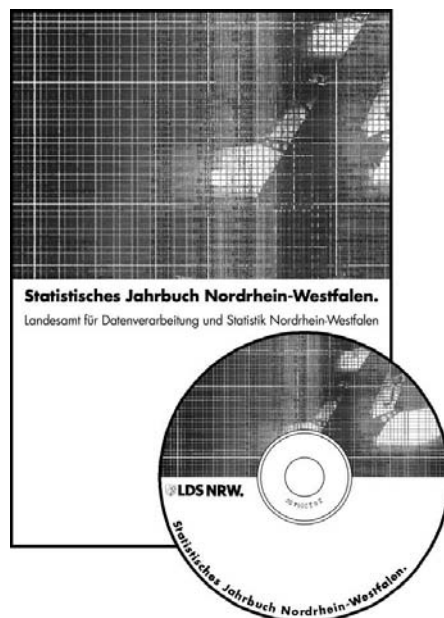 Statistisches Jahrbuch Nordrhein-Westfalen.
Landesamt für Datenverarbeitung und Statistik Nordrhein-Westfalen
LDS NRW.
Statistisches Jahrbuch Nordrhein-Westfalen.